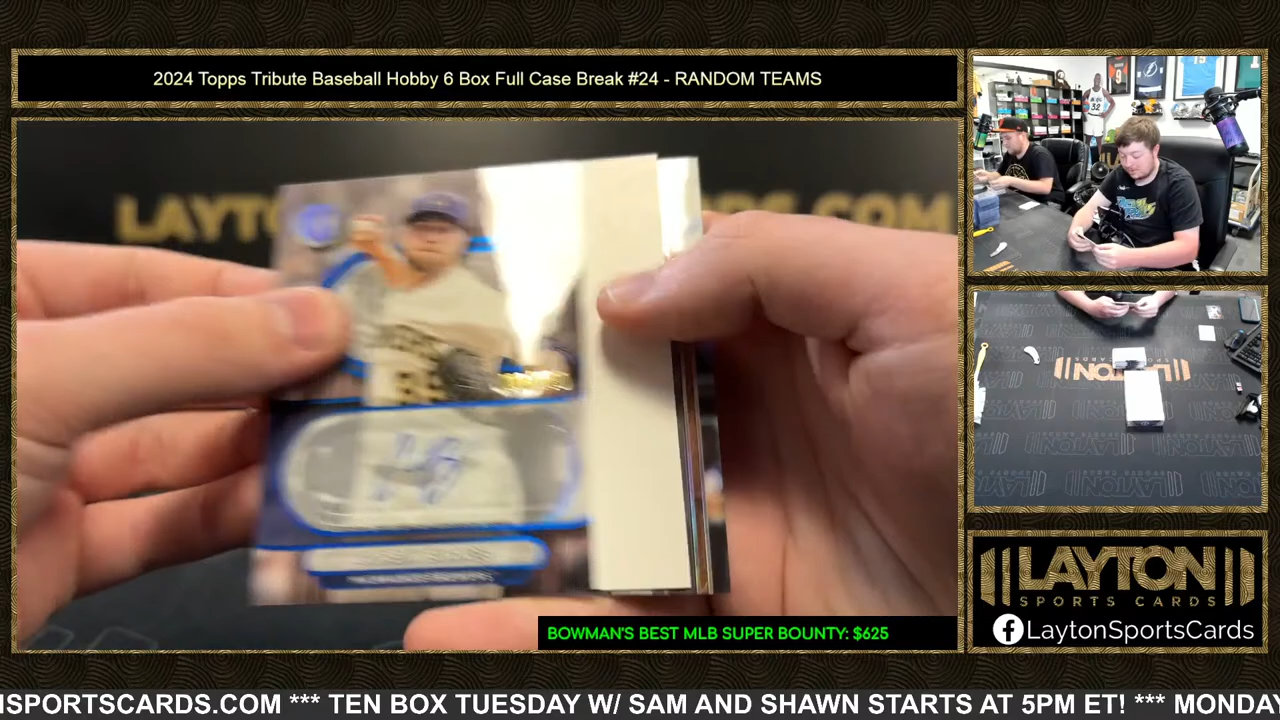 2024 Topps Tribute Baseball Hobby 6 Box Full Case Break #24 - RANDOM TEAMS
BOWMAN'S BEST MLB SUPER BOUNTY: $625
LAYTON
SPORTS CARDS
LaytonSportsCards
NSPORTSCARDS.COM *** TEN BOX TUESDAY W/ SAM AND SHAWN STARTS AT 5PM ET! *** MONDAY